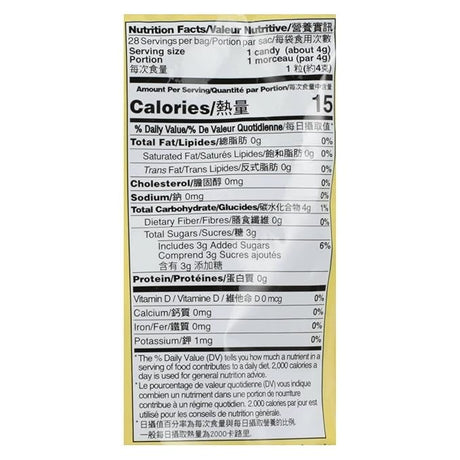 Nutrition Facts/Valeur Nutritive/營養實訊
28 Servings per bag/Portion par sac/每袋食用次數
Serving size 1 candy (about 4g)
Portion 1 morceau (par 4g)
每次食量 1 粒(約4克)
Amount Per Serving/Quantité par Portion/每次食量中含量
Calories/熱量 15
% Daily Value/% De Valeur Quotidienne/每日攝取值*
Total Fat/Lipides/總脂肪 0g 0%
Saturated Fat/Saturés Lipides/飽和脂肪 0g 0%
Trans Fat/Trans Lipides/反式脂肪 0g 0%
Cholesterol/膽固醇 0mg 0%
Sodium/鈉 0mg 0%
Total Carbohydrate/Glucides/碳水化合物 4g 1%
Dietary Fiber/Fibres/膳食纖維 0g 0%
Total Sugars/Sucres/糖 3g
Includes 3g Added Sugars 6%
Comprend 3g Sucres ajoutés
含有 3g 添加糖
Protein/Protéines/蛋白質 0g
Vitamin D / Vitamine D / 維他命 D 0 mcg 0%
Calcium/鈣質 0mg 0%
Iron/Fer/鐵質 0mg 0%
Potassium/鉀 1mg 0%
*The % Daily Value (DV) tells you how much a nutrient in a
serving of food contributes to a daily diet. 2,000 calories a
day is used for general nutrition advice.
* Le pourcentage de valeur quotidienne (DV) vous indique
combien un nutriment dans une portion de nourriture
contribue à un régime quotidien. 2.000 calories par jour est
utilisé pour les conseils de nutrition générale.
* 日攝值百分率為每次食量與每日攝取營養的比例.
一般每日攝取熱量為2000卡路里.